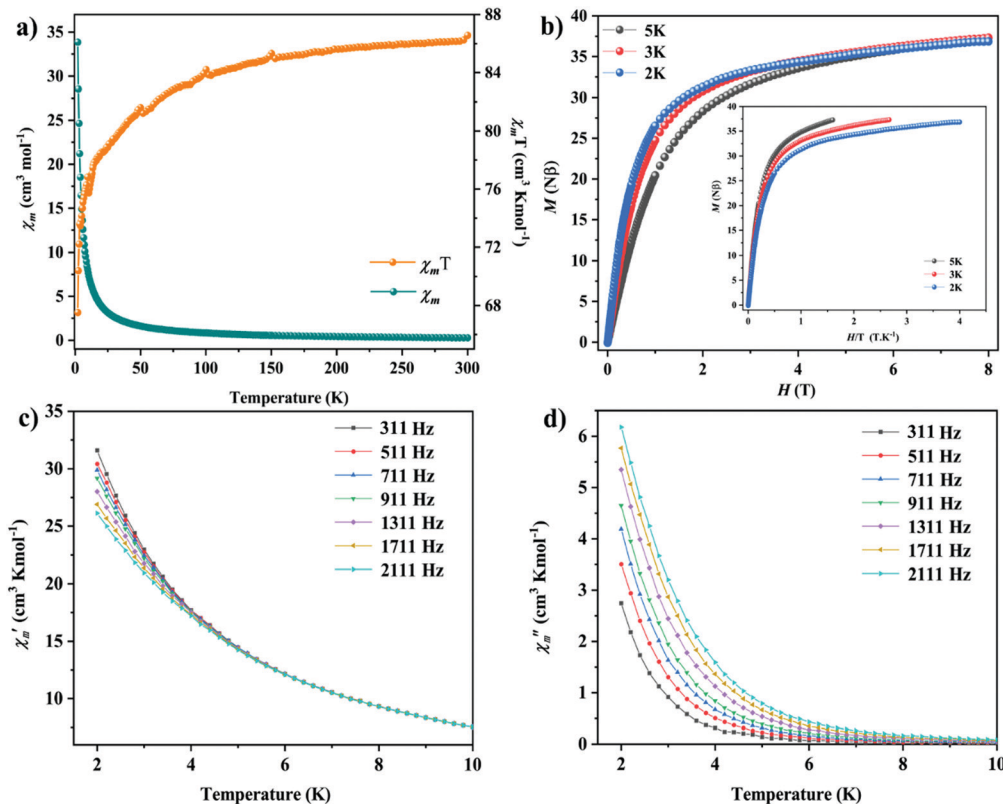 a)
35
30
25
20
15
10
5
0
χm (cm³ mol⁻¹)
88
84
80
76
72
68
χmT (cm³ Kmol⁻¹)
χmT
χm
0 50 100 150 200 250 300
Temperature (K)
b)
5K
3K
2K
40
35
30
25
20
15
10
5
0
M (Nβ)
0 2 4 6 8
H (T)
40
35
30
25
20
15
10
5
0
M (Nβ)
5K
3K
2K
0 1 2 3 4
H/T (T.K⁻¹)
c)
35
30
25
20
15
10
χm′ (cm³ Kmol⁻¹)
311 Hz
511 Hz
711 Hz
911 Hz
1311 Hz
1711 Hz
2111 Hz
2 4 6 8 10
Temperature (K)
d)
6
5
4
3
2
1
0
χm″ (cm³ Kmol⁻¹)
311 Hz
511 Hz
711 Hz
911 Hz
1311 Hz
1711 Hz
2111 Hz
2 4 6 8 10
Temperature (K)